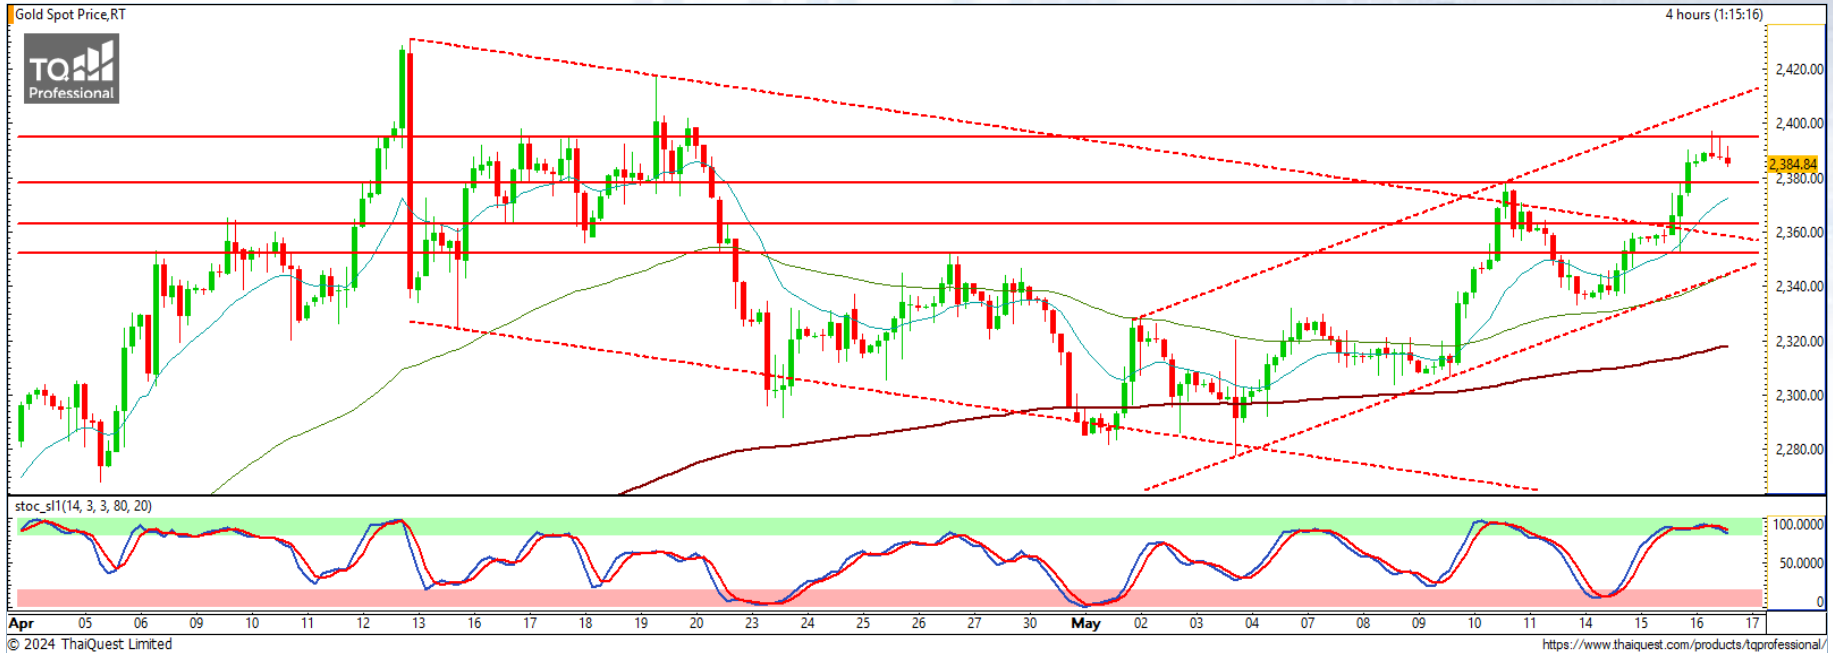 Gold Spot Price,RT
4 hours (1:15:16)
TQ
Professional
2,420.00
2,400.00
2,384.84
2,380.00
2,360.00
2,340.00
2,320.00
2,300.00
2,280.00
stoc_sl1(14, 3, 3, 80, 20)
100.0000
50.0000
0
Apr 05 06 09 10 11 12 13 16 17 18 19 20 23 24 25 26 27 30 May 02 03 04 07 08 09 10 11 14 15 16 17
© 2024 ThaiQuest Limited
https://www.thaiquest.com/products/tqprofessional/